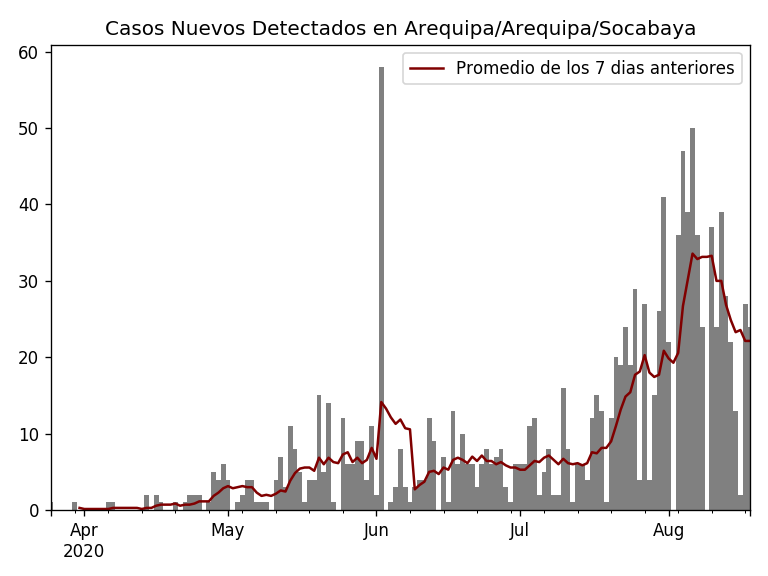 Casos Nuevos Detectados en Arequipa/Arequipa/Socabaya
Promedio de los 7 dias anteriores
60
50
40
30
20
10
0
Apr May Jun Jul Aug
2020